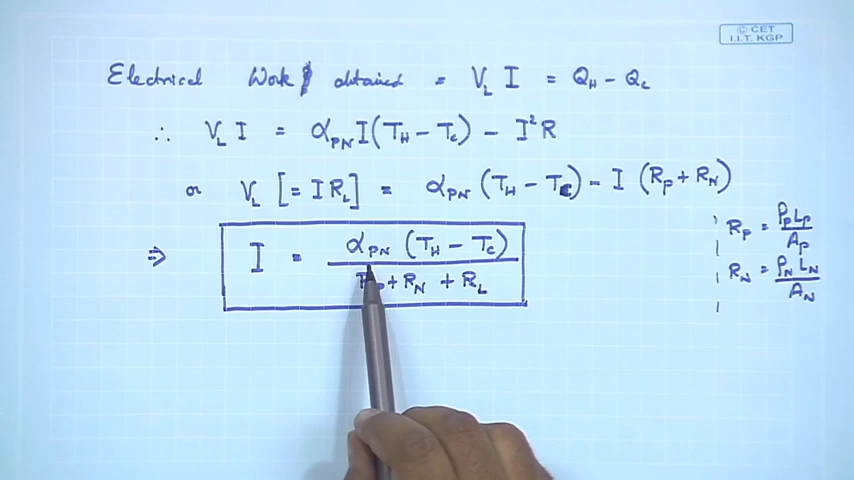 © CET
I.I.T. KGP
Electrical Work obtained = V_L I = Q_H - Q_C
∴ V_L I = α_PN I (T_H - T_C) - I²R
or V_L [= I R_L] = α_PN (T_H - T_C) - I (R_P + R_N)
⇒ I = α_PN (T_H - T_C) / R_P + R_N + R_L
R_P = ρ_P L_P / A_P
R_N = ρ_N L_N / A_N